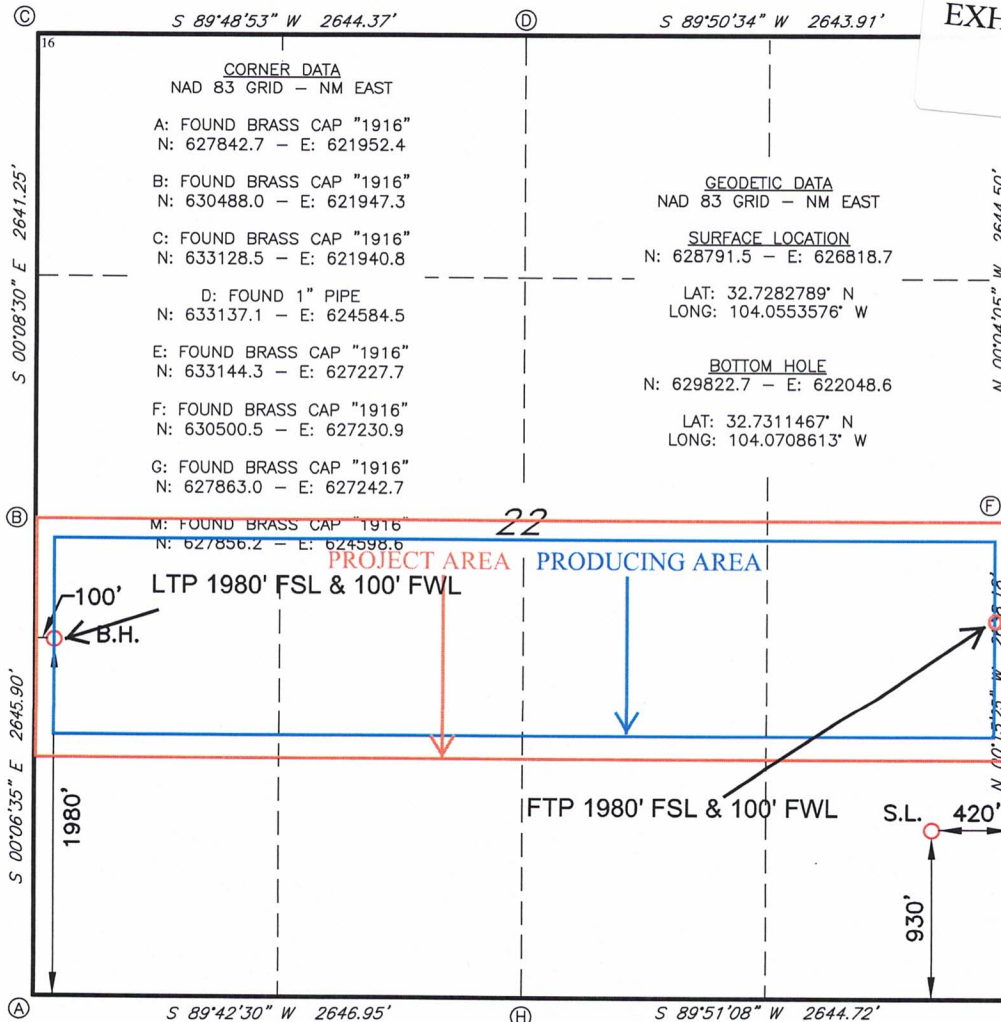 EXH
Ⓒ S 89°48'53" W 2644.37' Ⓓ S 89°50'34" W 2643.91'
16
CORNER DATA
NAD 83 GRID – NM EAST
A: FOUND BRASS CAP "1916"
N: 627842.7 – E: 621952.4
B: FOUND BRASS CAP "1916"
N: 630488.0 – E: 621947.3
C: FOUND BRASS CAP "1916"
N: 633128.5 – E: 621940.8
D: FOUND 1" PIPE
N: 633137.1 – E: 624584.5
E: FOUND BRASS CAP "1916"
N: 633144.3 – E: 627227.7
F: FOUND BRASS CAP "1916"
N: 630500.5 – E: 627230.9
G: FOUND BRASS CAP "1916"
N: 627863.0 – E: 627242.7
M: FOUND BRASS CAP "1916"
N: 627856.2 – E: 624598.6
GEODETIC DATA
NAD 83 GRID – NM EAST
SURFACE LOCATION
N: 628791.5 – E: 626818.7
LAT: 32.7282789° N
LONG: 104.0553576° W
BOTTOM HOLE
N: 629822.7 – E: 622048.6
LAT: 32.7311467° N
LONG: 104.0708613° W
S 00°08'30" E 2641.25'
N 00°04'05" W 2644.50'
Ⓑ 22 Ⓕ
PROJECT AREA PRODUCING AREA
LTP 1980' FSL & 100' FWL
100'
B.H.
S 00°06'35" E 2645.90'
1980'
FTP 1980' FSL & 100' FWL
S.L. 420'
930'
Ⓐ S 89°42'30" W 2646.95' Ⓗ S 89°51'08" W 2644.72'